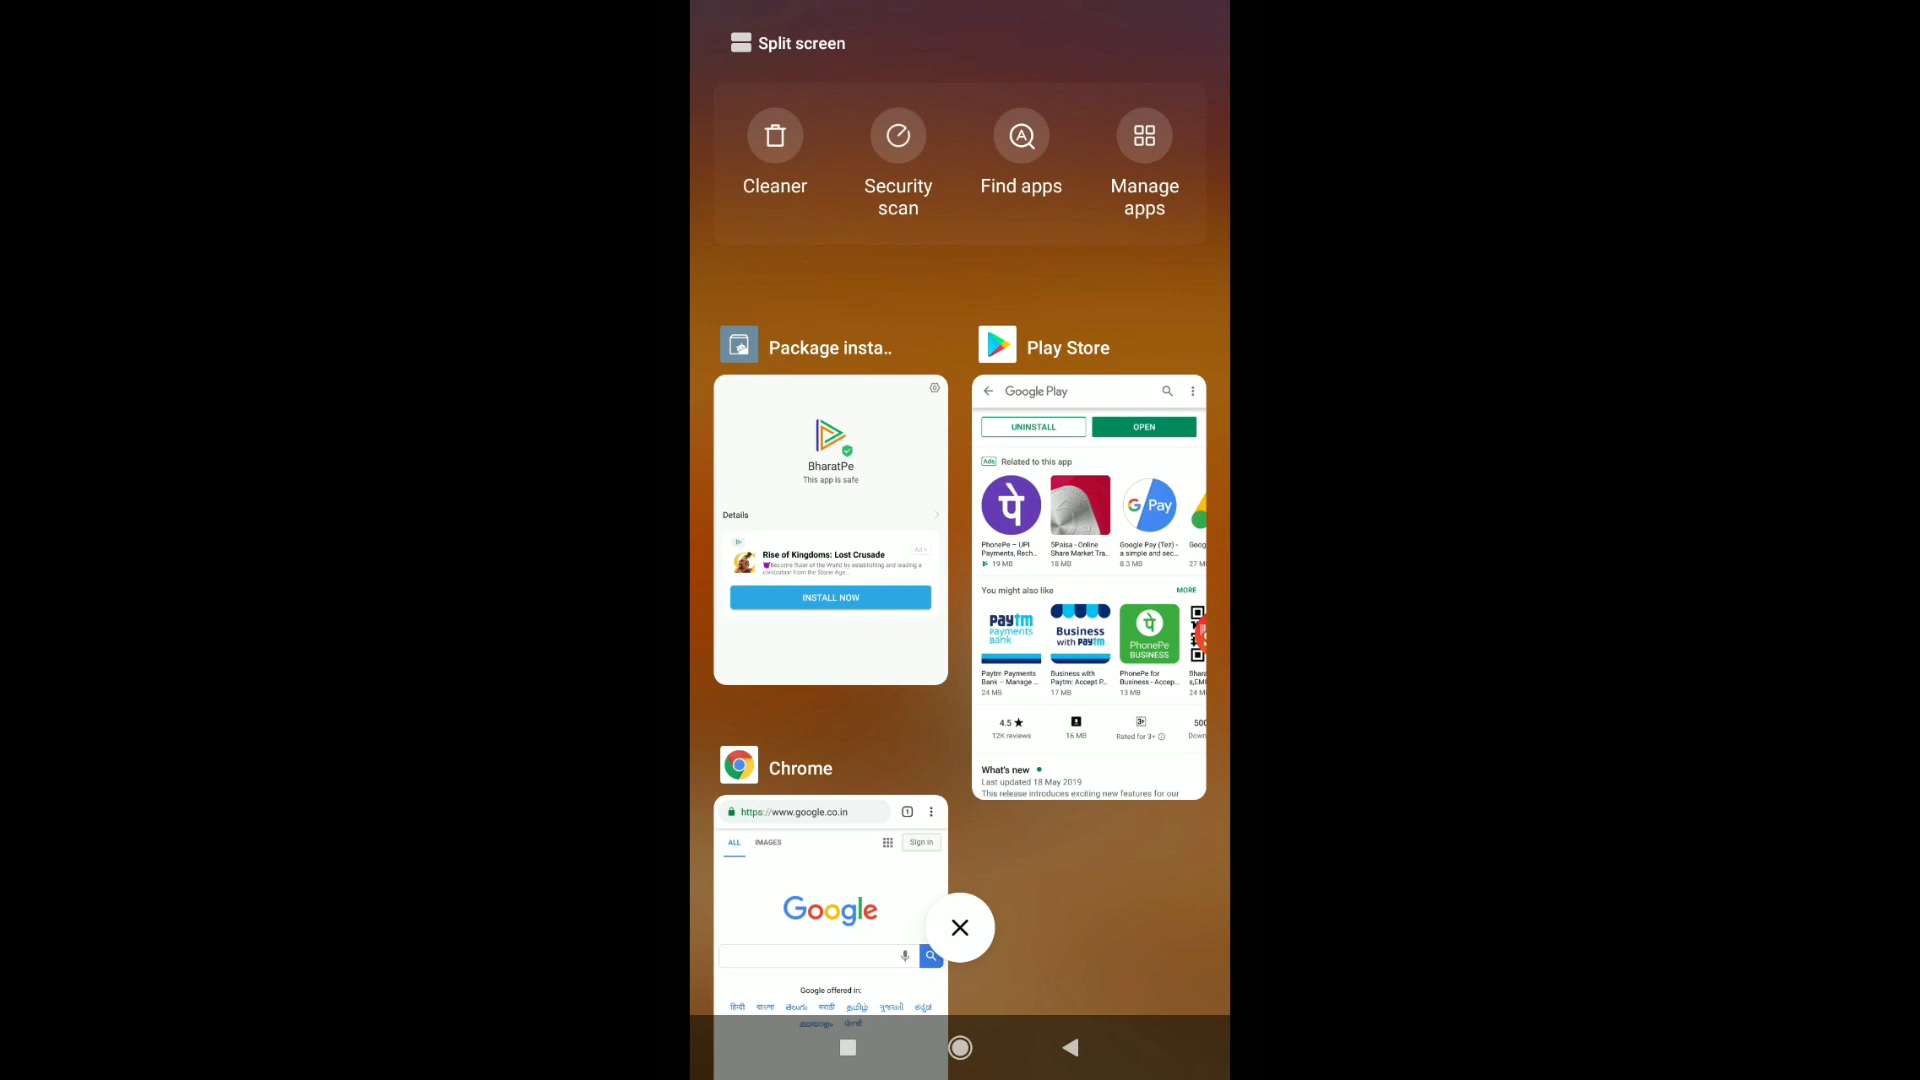 Split screen
Cleaner
Security
scan
Find apps
Manage
apps
Package insta..
BharatPe
This app is safe
Details
Rise of Kingdoms: Lost Crusade
Ad
Become Ruler of the World by establishing and leading a
civilization from the Stone Age...
INSTALL NOW
Play Store
Google Play
UNINSTALL
OPEN
Ads Related to this app
पे
G Pay
PhonePe – UPI
Payments, Rech..
19 MB
5Paisa - Online
Share Market Tra..
18 MB
Google Pay (Tez) -
a simple and sec...
8.3 MB
Goog
27 M
You might also like
MORE
paytm
payments
bank
Business
with paytm
पे
PhonePe
BUSINESS
Paytm Payments
Bank – Manage ...
24 MB
Business with
Paytm: Accept P..
17 MB
PhonePe for
Business - Accep...
13 MB
Bhara
s,EMI
24 M
4.5 ★
12K reviews
16 MB
3+
Rated for 3+
500
Down
What's new
Last updated 18 May 2019
This release introduces exciting new features for our
Chrome
https://www.google.co.in
1
ALL
IMAGES
Sign in
Google
Google offered in:
हिन्दी বাংলা తెలుగు मराठी தமிழ் ગુજરાતી ಕನ್ನಡ
മലയാളം ਪੰਜਾਬੀ